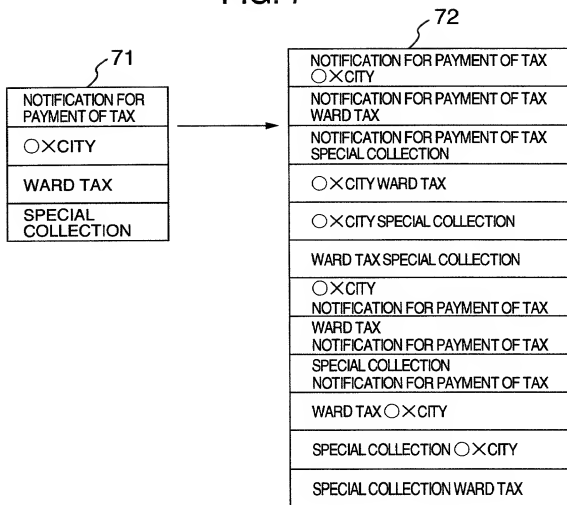 71
NOTIFICATION FOR
PAYMENT OF TAX
○×CITY
WARD TAX
SPECIAL
COLLECTION
72
NOTIFICATION FOR PAYMENT OF TAX
○×CITY
NOTIFICATION FOR PAYMENT OF TAX
WARD TAX
NOTIFICATION FOR PAYMENT OF TAX
SPECIAL COLLECTION
○×CITY WARD TAX
○×CITY SPECIAL COLLECTION
WARD TAX SPECIAL COLLECTION
○×CITY
NOTIFICATION FOR PAYMENT OF TAX
WARD TAX
NOTIFICATION FOR PAYMENT OF TAX
SPECIAL COLLECTION
NOTIFICATION FOR PAYMENT OF TAX
WARD TAX○×CITY
SPECIAL COLLECTION○×CITY
SPECIAL COLLECTION WARD TAX